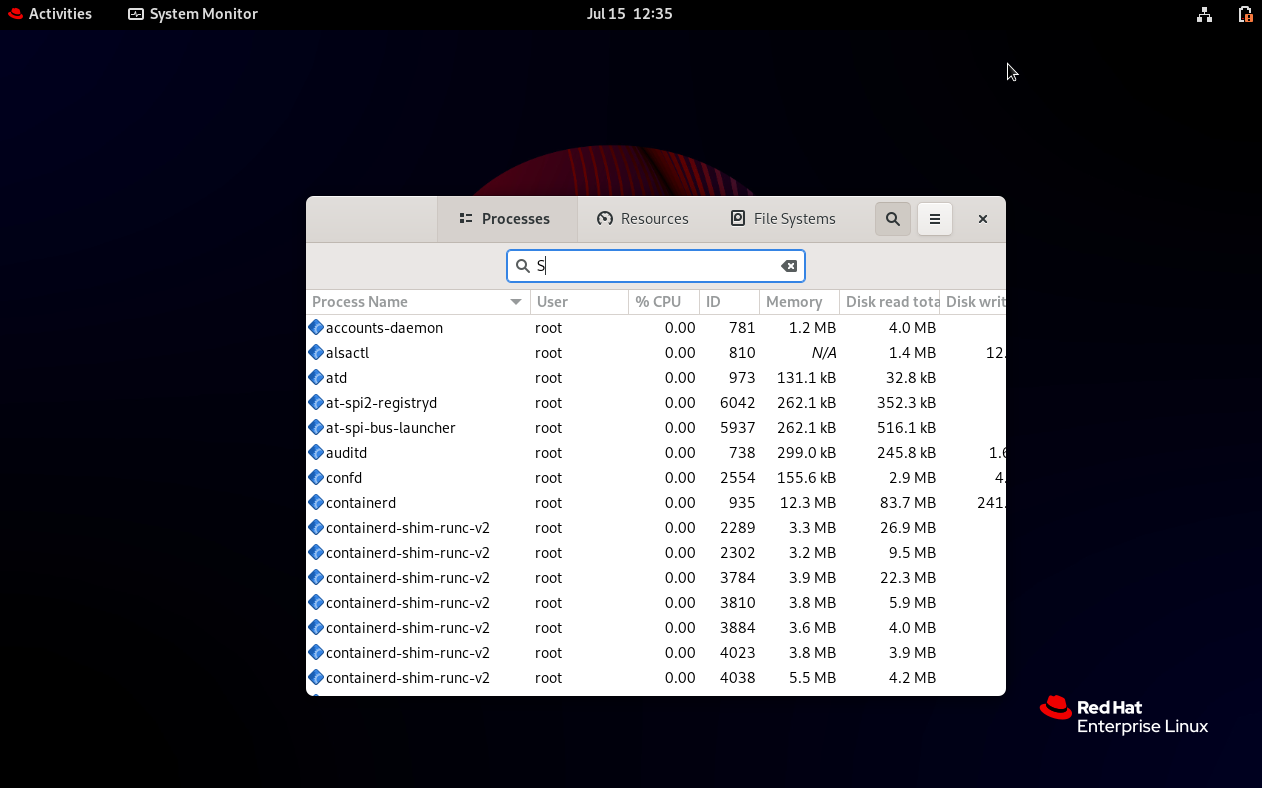 Activities System Monitor Jul 15 12:35
Processes Resources File Systems
S
Process Name User % CPU ID Memory Disk read tota Disk writ
accounts-daemon root 0.00 781 1.2 MB 4.0 MB
alsactl root 0.00 810 N/A 1.4 MB 12.
atd root 0.00 973 131.1 kB 32.8 kB
at-spi2-registryd root 0.00 6042 262.1 kB 352.3 kB
at-spi-bus-launcher root 0.00 5937 262.1 kB 516.1 kB
auditd root 0.00 738 299.0 kB 245.8 kB 1.6
confd root 0.00 2554 155.6 kB 2.9 MB 4.
containerd root 0.00 935 12.3 MB 83.7 MB 241.
containerd-shim-runc-v2 root 0.00 2289 3.3 MB 26.9 MB
containerd-shim-runc-v2 root 0.00 2302 3.2 MB 9.5 MB
containerd-shim-runc-v2 root 0.00 3784 3.9 MB 22.3 MB
containerd-shim-runc-v2 root 0.00 3810 3.8 MB 5.9 MB
containerd-shim-runc-v2 root 0.00 3884 3.6 MB 4.0 MB
containerd-shim-runc-v2 root 0.00 4023 3.8 MB 3.9 MB
containerd-shim-runc-v2 root 0.00 4038 5.5 MB 4.2 MB
Red Hat
Enterprise Linux